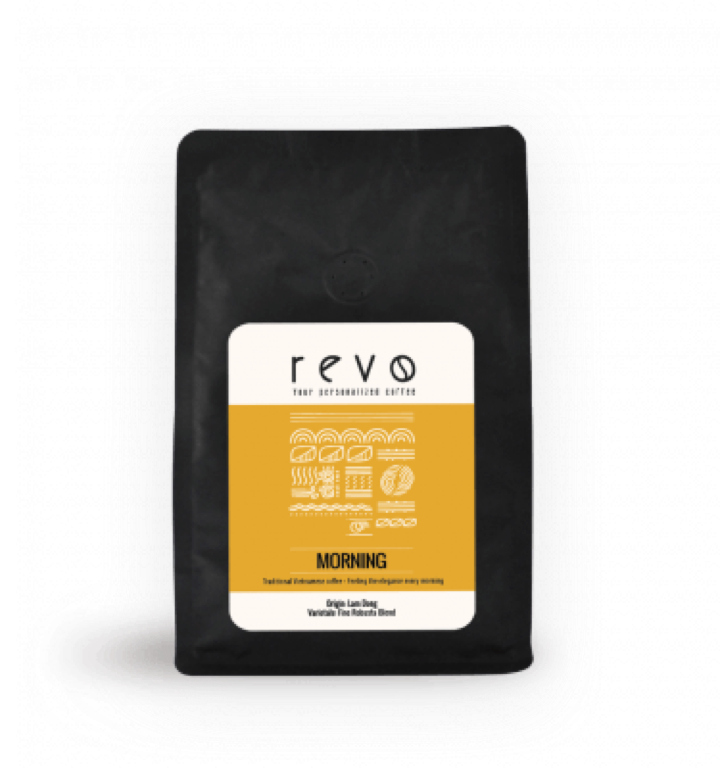 revo
Your personalized coffee
MORNING
Traditional Vietnamese coffee - Feeling the elegance every morning
Origin: Lam Dong
Varietals: Fine Robusta Blend